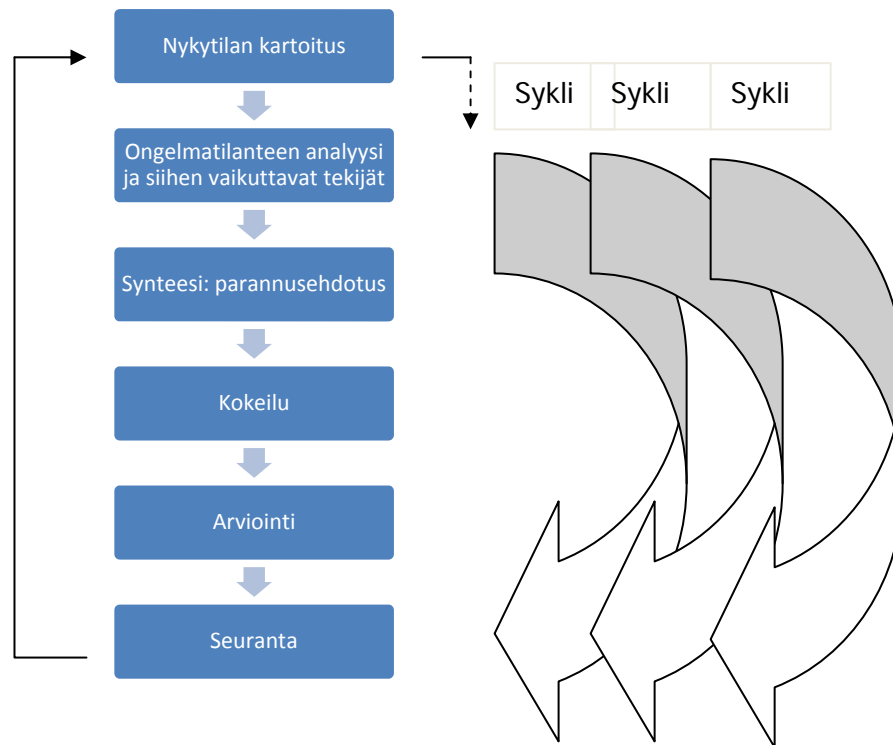 Nykytilan kartoitus
Sykli Sykli Sykli
Ongelmatilanteen analyysi
ja siihen vaikuttavat tekijät
Synteesi: parannusehdotus
Kokeilu
Arviointi
Seuranta